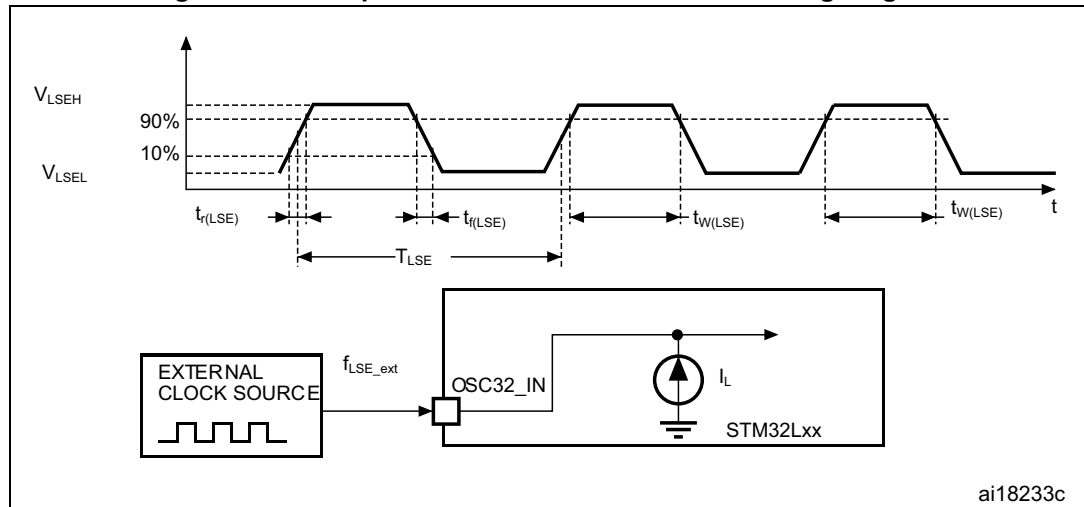 V_LSEH
90%
10%
V_LSEL
t_r(LSE)
t_f(LSE)
t_W(LSE)
t_W(LSE)
t
T_LSE
EXTERNAL
CLOCK SOURCE
f_LSE_ext
OSC32_IN
I_L
STM32Lxx
ai18233c